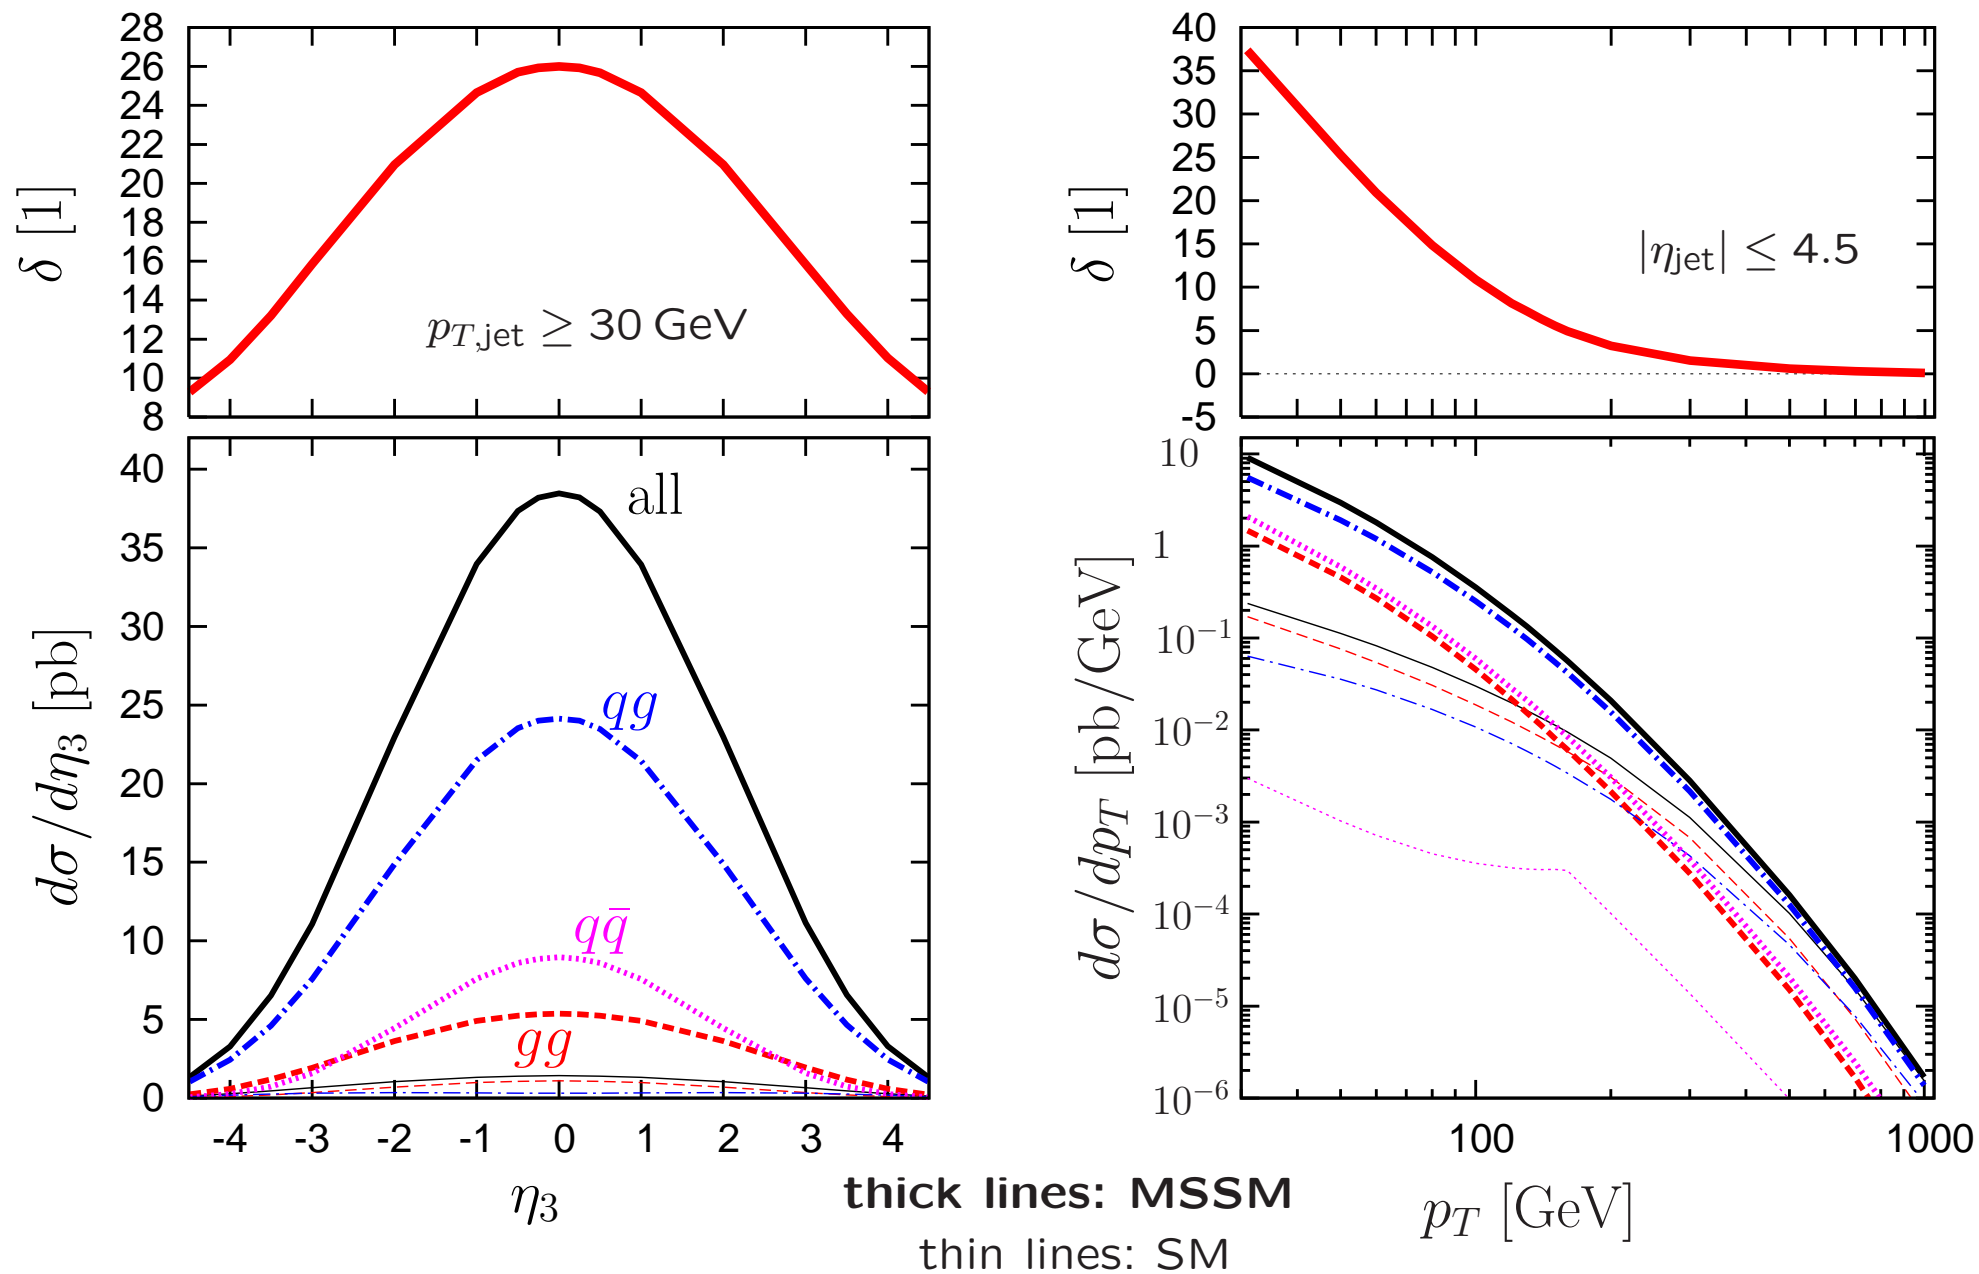 28
26
24
22
20
18
16
14
12
10
8
δ [1]
p_{T,jet} ≥ 30 GeV
40
35
30
25
20
15
10
5
0
-5
δ [1]
|η_{jet}| ≤ 4.5
40
35
30
25
20
15
10
5
0
dσ/dη₃ [pb]
all
qg
qq̄
gg
-4 -3 -2 -1 0 1 2 3 4
η₃
10
1
10⁻¹
10⁻²
10⁻³
10⁻⁴
10⁻⁵
10⁻⁶
dσ/dp_T [pb/GeV]
100 1000
p_T [GeV]
thick lines: MSSM
thin lines: SM